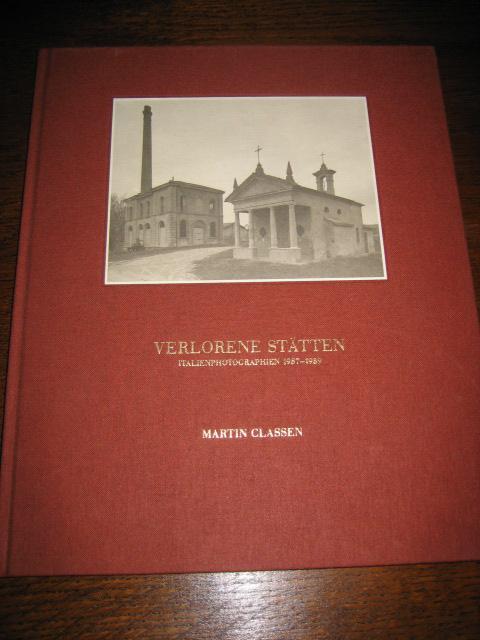 VERLORENE STÄTTEN
ITALIENPHOTOGRAPHIEN 1987–1989
MARTIN CLASSEN